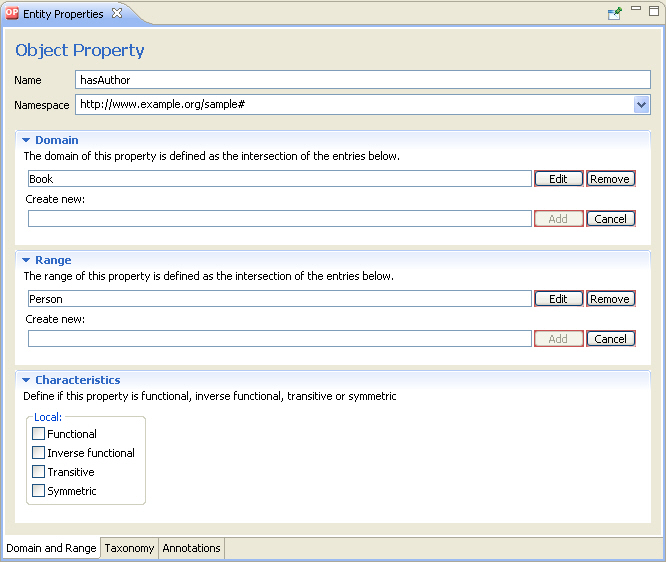 OP Entity Properties
Object Property
Name hasAuthor
Namespace http://www.example.org/sample#
Domain
The domain of this property is defined as the intersection of the entries below.
Book Edit Remove
Create new:
Add Cancel
Range
The range of this property is defined as the intersection of the entries below.
Person Edit Remove
Create new:
Add Cancel
Characteristics
Define if this property is functional, inverse functional, transitive or symmetric
Local:
Functional
Inverse functional
Transitive
Symmetric
Domain and Range Taxonomy Annotations